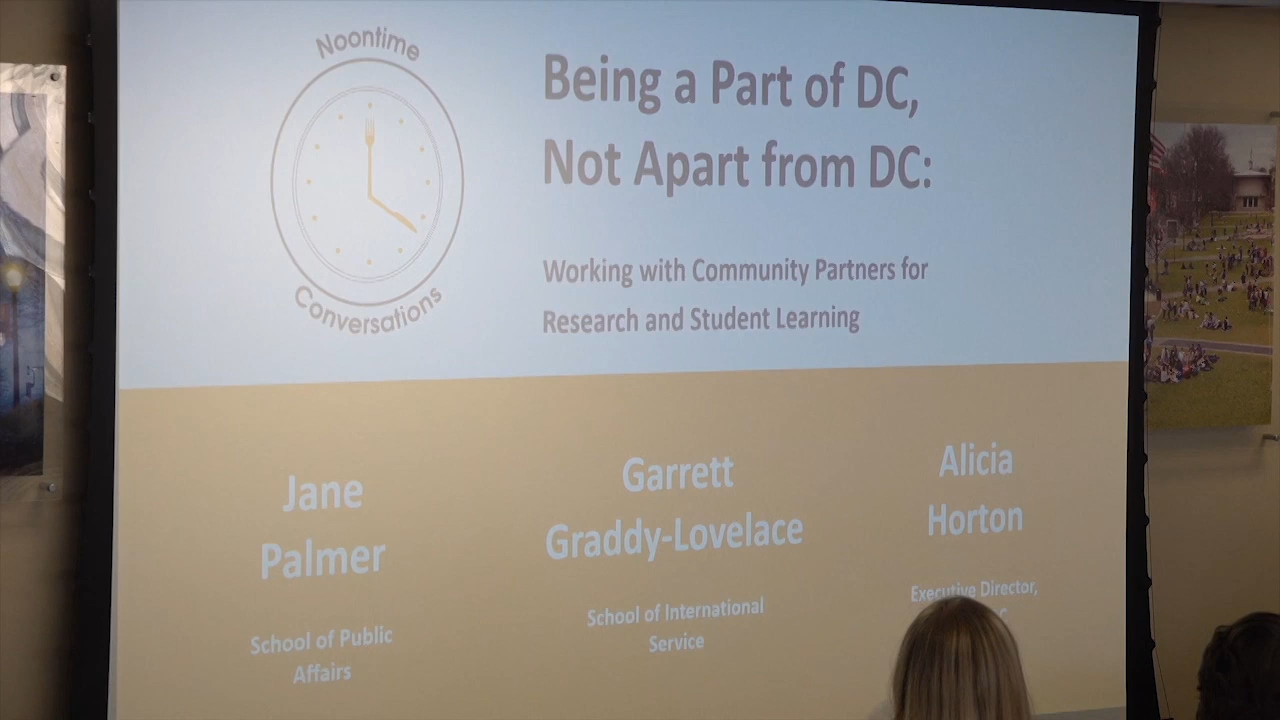 Noontime
Conversations
Being a Part of DC,
Not Apart from DC:
Working with Community Partners for
Research and Student Learning
Jane
Palmer
School of Public
Affairs
Garrett
Graddy-Lovelace
School of International
Service
Alicia
Horton
Executive Director,